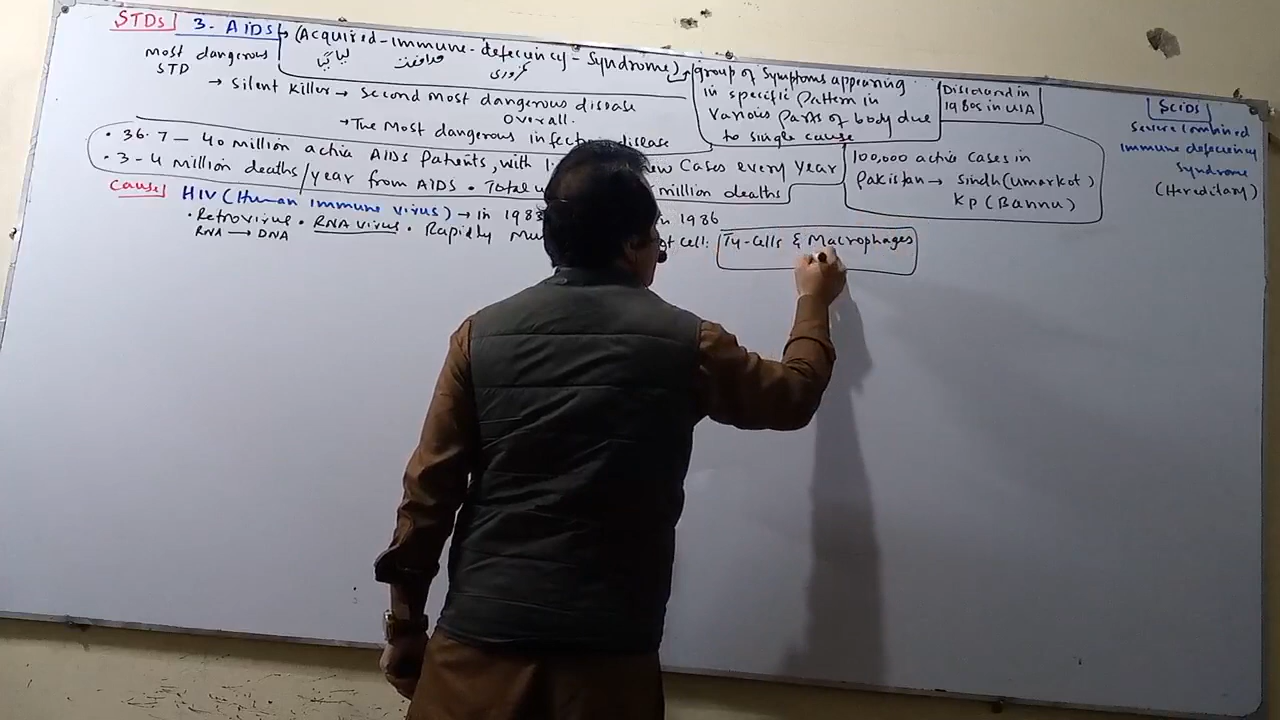 STDs 3. AIDS → (Acquired-Immune-defeciency-Syndrome)
لیا گیا مدافعت کمزوری
Most dangerous
STD
→ Silent Killer → Second most dangerous disease
overall.
→ The Most dangerous infectious disease
group of symptoms appearing
in specific pattern in
various parts of body due
to single cause
Discovered in
1980s in USA
SCIDS
Severe combined
immune defeciency
Syndrome
(Hereditary)
• 36.7 – 40 million active AIDS patients, with new cases every year
• 3-4 million deaths/year from AIDS • Total million deaths
100,000 active cases in
Pakistan → Sindh (Umarkot)
KP (Bannu)
Cause HIV (Human immune virus) → in 1983 in 1986
• Retrovirus • RNA virus • Rapidly cell: T4-cells & Macrophages
RNA → DNA